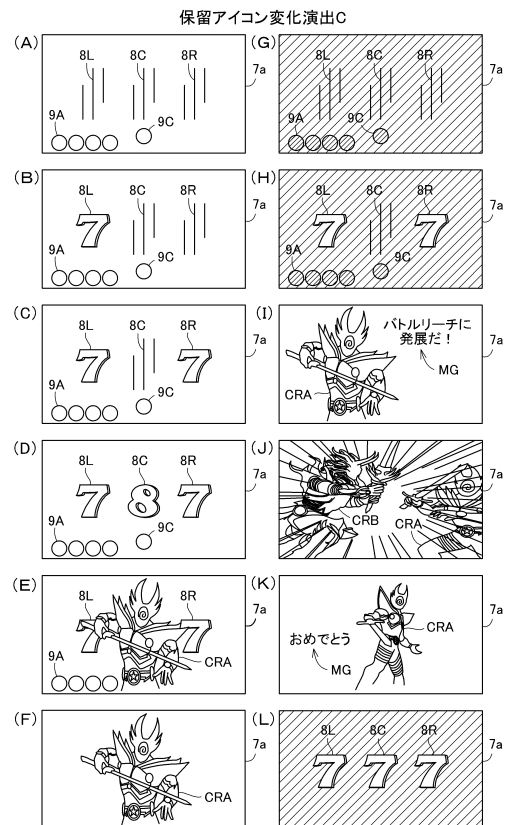 保留アイコン変化演出C
(A)
8L 8C 8R
7a
9A
9C
(B)
8L 8C 8R
7a
7
9A
9C
(C)
8L 8C 8R
7a
7 7
9A
9C
(D)
8L 8C 8R
7a
7 8 7
9A
9C
(E)
8L 8R
7a
7 7
9A
CRA
(F)
7a
CRA
(G)
8L 8C 8R
7a
9A
9C
(H)
8L 8C 8R
7a
7 7
9A
9C
(I)
バトルリーチに
発展だ!
7a
MG
CRA
(J)
7a
CRB
CRA
(K)
7a
CRA
おめでとう
MG
(L)
8L 8C 8R
7a
7 7 7